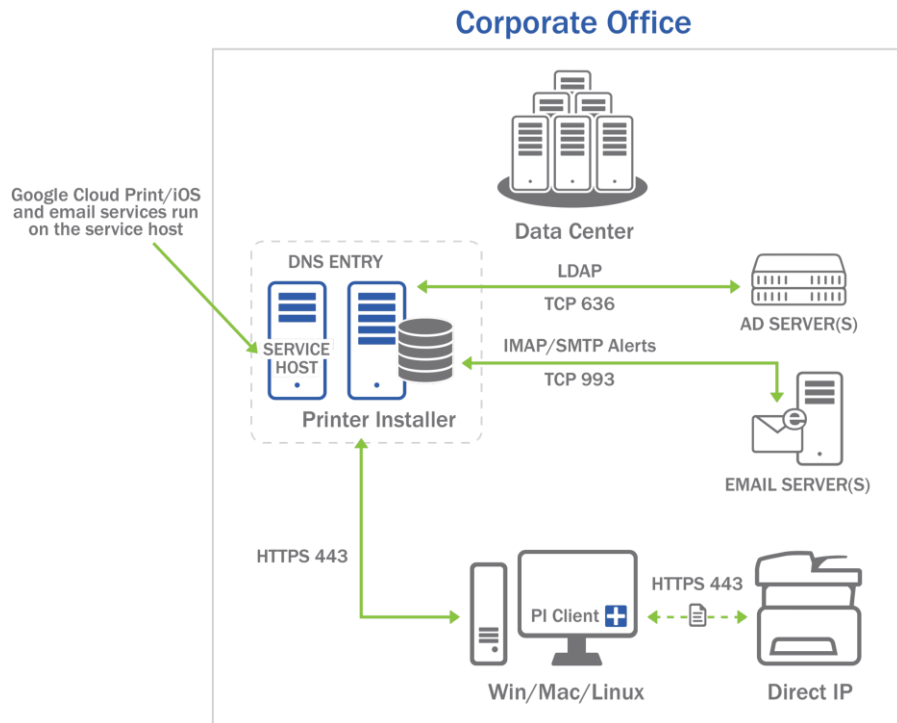 Corporate Office
Google Cloud Print/iOS
and email services run
on the service host
Data Center
DNS ENTRY
SERVICE
HOST
Printer Installer
LDAP
TCP 636
AD SERVER(S)
IMAP/SMTP Alerts
TCP 993
e
EMAIL SERVER(S)
HTTPS 443
PI Client
HTTPS 443
Win/Mac/Linux
Direct IP